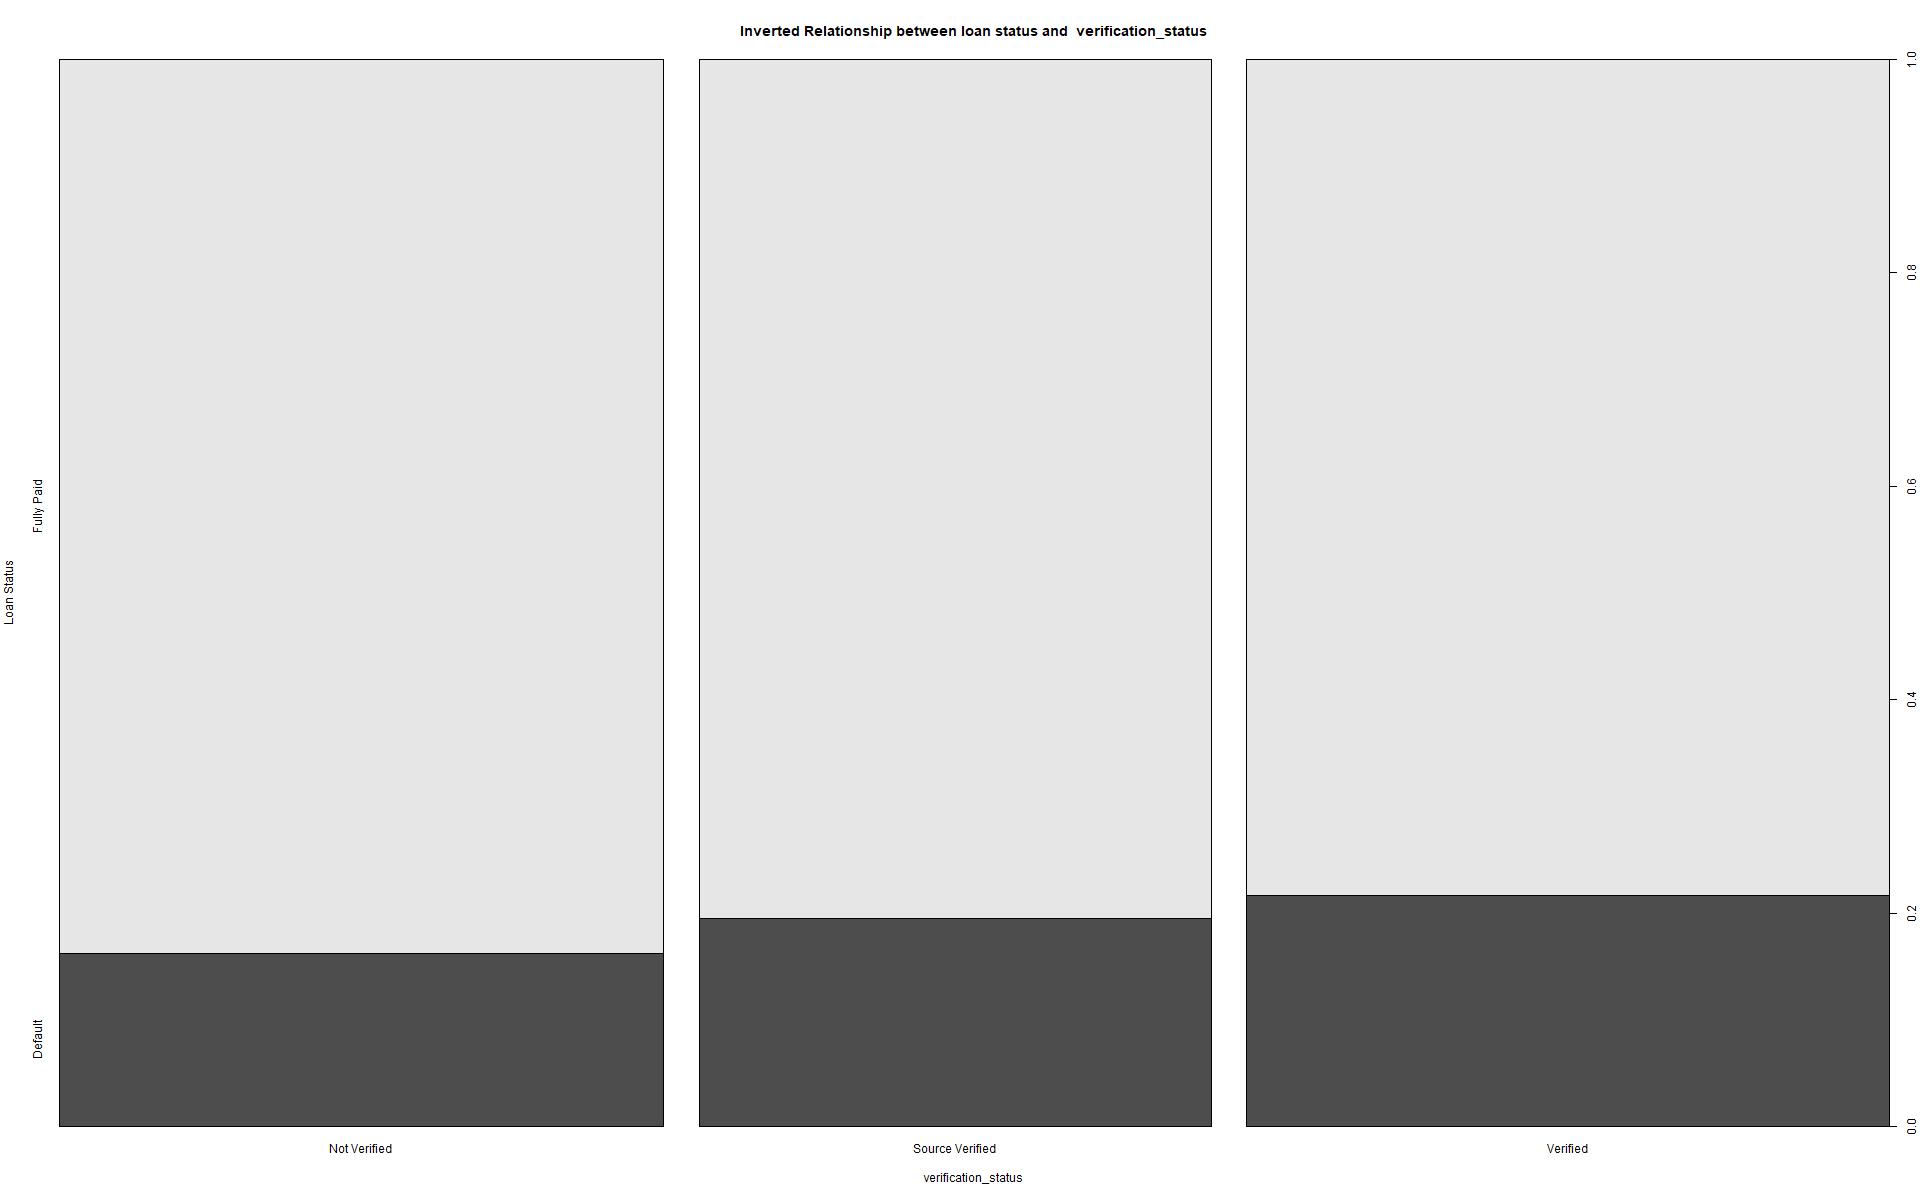 Inverted Relationship between loan status and  verification_status
Loan Status
Fully Paid
Default
1.0
0.8
0.6
0.4
0.2
0.0
Not Verified
Source Verified
Verified
verification_status